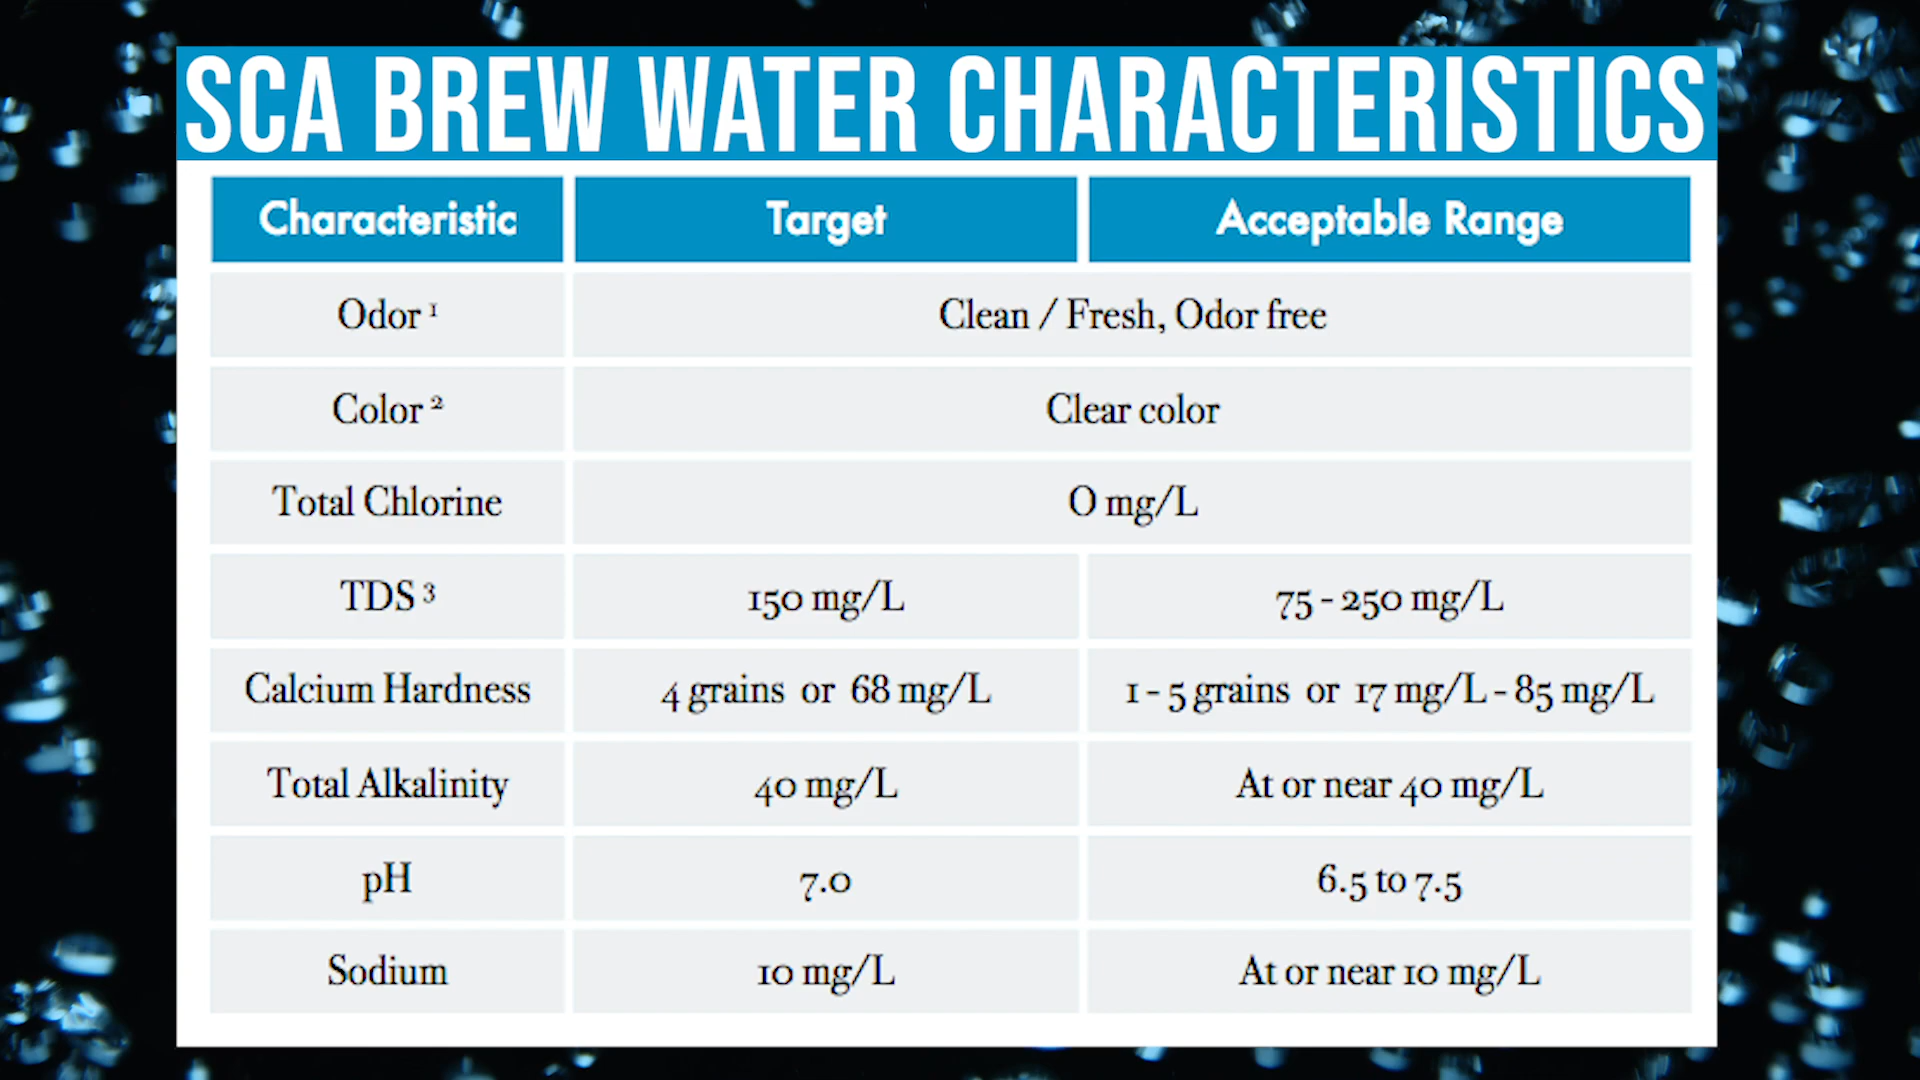 SCA BREW WATER CHARACTERISTICS
Characteristic Target Acceptable Range
Odor ¹ Clean / Fresh, Odor free
Color ² Clear color
Total Chlorine O mg/L
TDS ³ 150 mg/L 75 - 250 mg/L
Calcium Hardness 4 grains or 68 mg/L 1 - 5 grains or 17 mg/L - 85 mg/L
Total Alkalinity 40 mg/L At or near 40 mg/L
pH 7.0 6.5 to 7.5
Sodium 10 mg/L At or near 10 mg/L